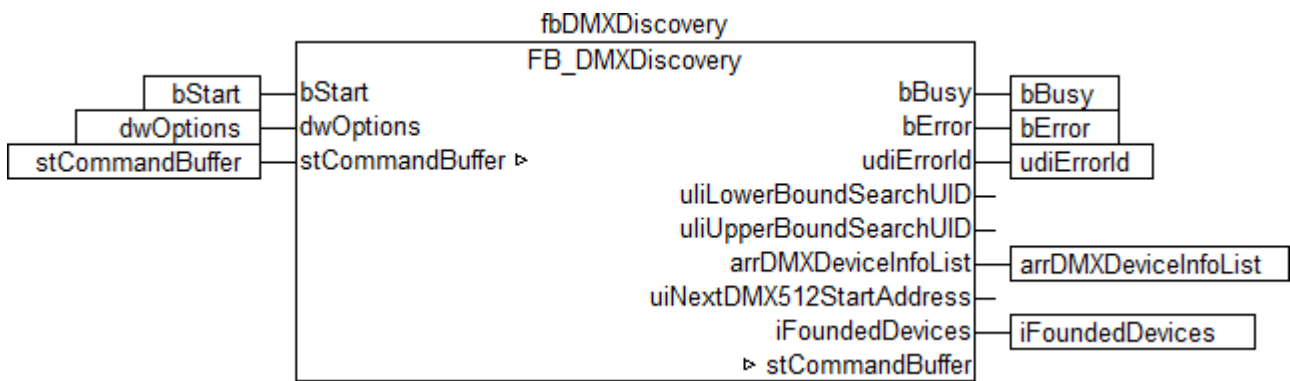 fbDMXDiscovery
FB_DMXDiscovery
bStart bStart bBusy bBusy
dwOptions dwOptions bError bError
stCommandBuffer stCommandBuffer ▹ udiErrorId udiErrorId
uliLowerBoundSearchUID
uliUpperBoundSearchUID
arrDMXDeviceInfoList arrDMXDeviceInfoList
uiNextDMX512StartAddress
iFoundedDevices iFoundedDevices
▹ stCommandBuffer